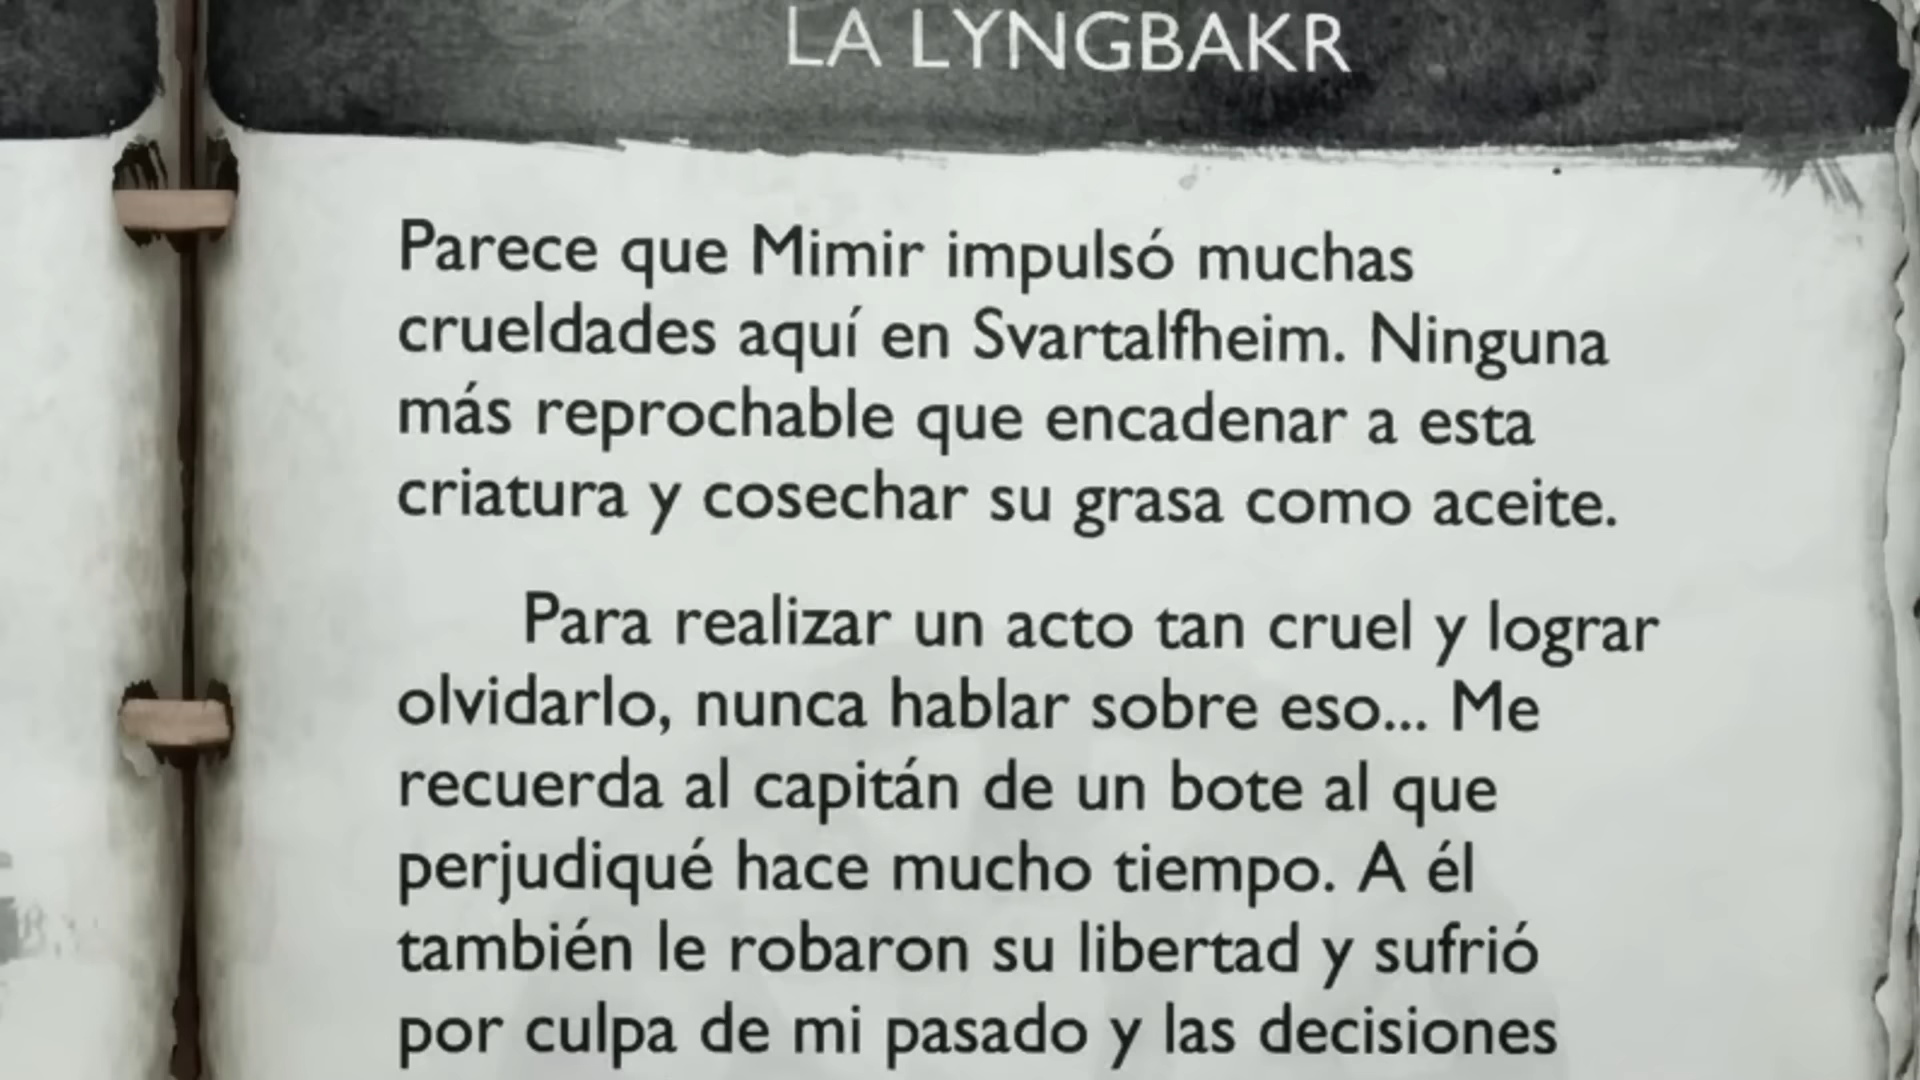 LA LYNGBAKR
Parece que Mimir impulsó muchas
crueldades aquí en Svartalfheim. Ninguna
más reprochable que encadenar a esta
criatura y cosechar su grasa como aceite.
Para realizar un acto tan cruel y lograr
olvidarlo, nunca hablar sobre eso... Me
recuerda al capitán de un bote al que
perjudiqué hace mucho tiempo. A él
también le robaron su libertad y sufrió
por culpa de mi pasado y las decisiones